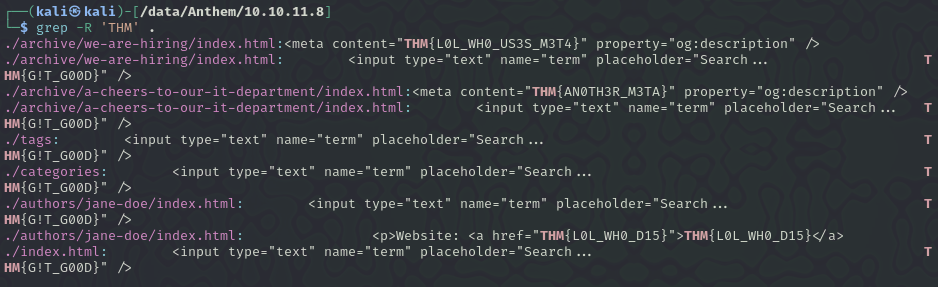 ┌──(kali㉿kali)-[/data/Anthem/10.10.11.8]
└─$ grep -R 'THM' .
./archive/we-are-hiring/index.html:<meta content="THM{L0L_WH0_US3S_M3T4}" property="og:description" />
./archive/we-are-hiring/index.html:        <input type="text" name="term" placeholder="Search...                    T
HM{G!T_G00D}" />
./archive/a-cheers-to-our-it-department/index.html:<meta content="THM{AN0TH3R_M3TA}" property="og:description" />
./archive/a-cheers-to-our-it-department/index.html:        <input type="text" name="term" placeholder="Search...    T
HM{G!T_G00D}" />
./tags:        <input type="text" name="term" placeholder="Search...                                                T
HM{G!T_G00D}" />
./categories:        <input type="text" name="term" placeholder="Search...                                          T
HM{G!T_G00D}" />
./authors/jane-doe/index.html:        <input type="text" name="term" placeholder="Search...                         T
HM{G!T_G00D}" />
./authors/jane-doe/index.html:                <p>Website: <a href="THM{L0L_WH0_D15}">THM{L0L_WH0_D15}</a>
./index.html:        <input type="text" name="term" placeholder="Search...                                          T
HM{G!T_G00D}" />